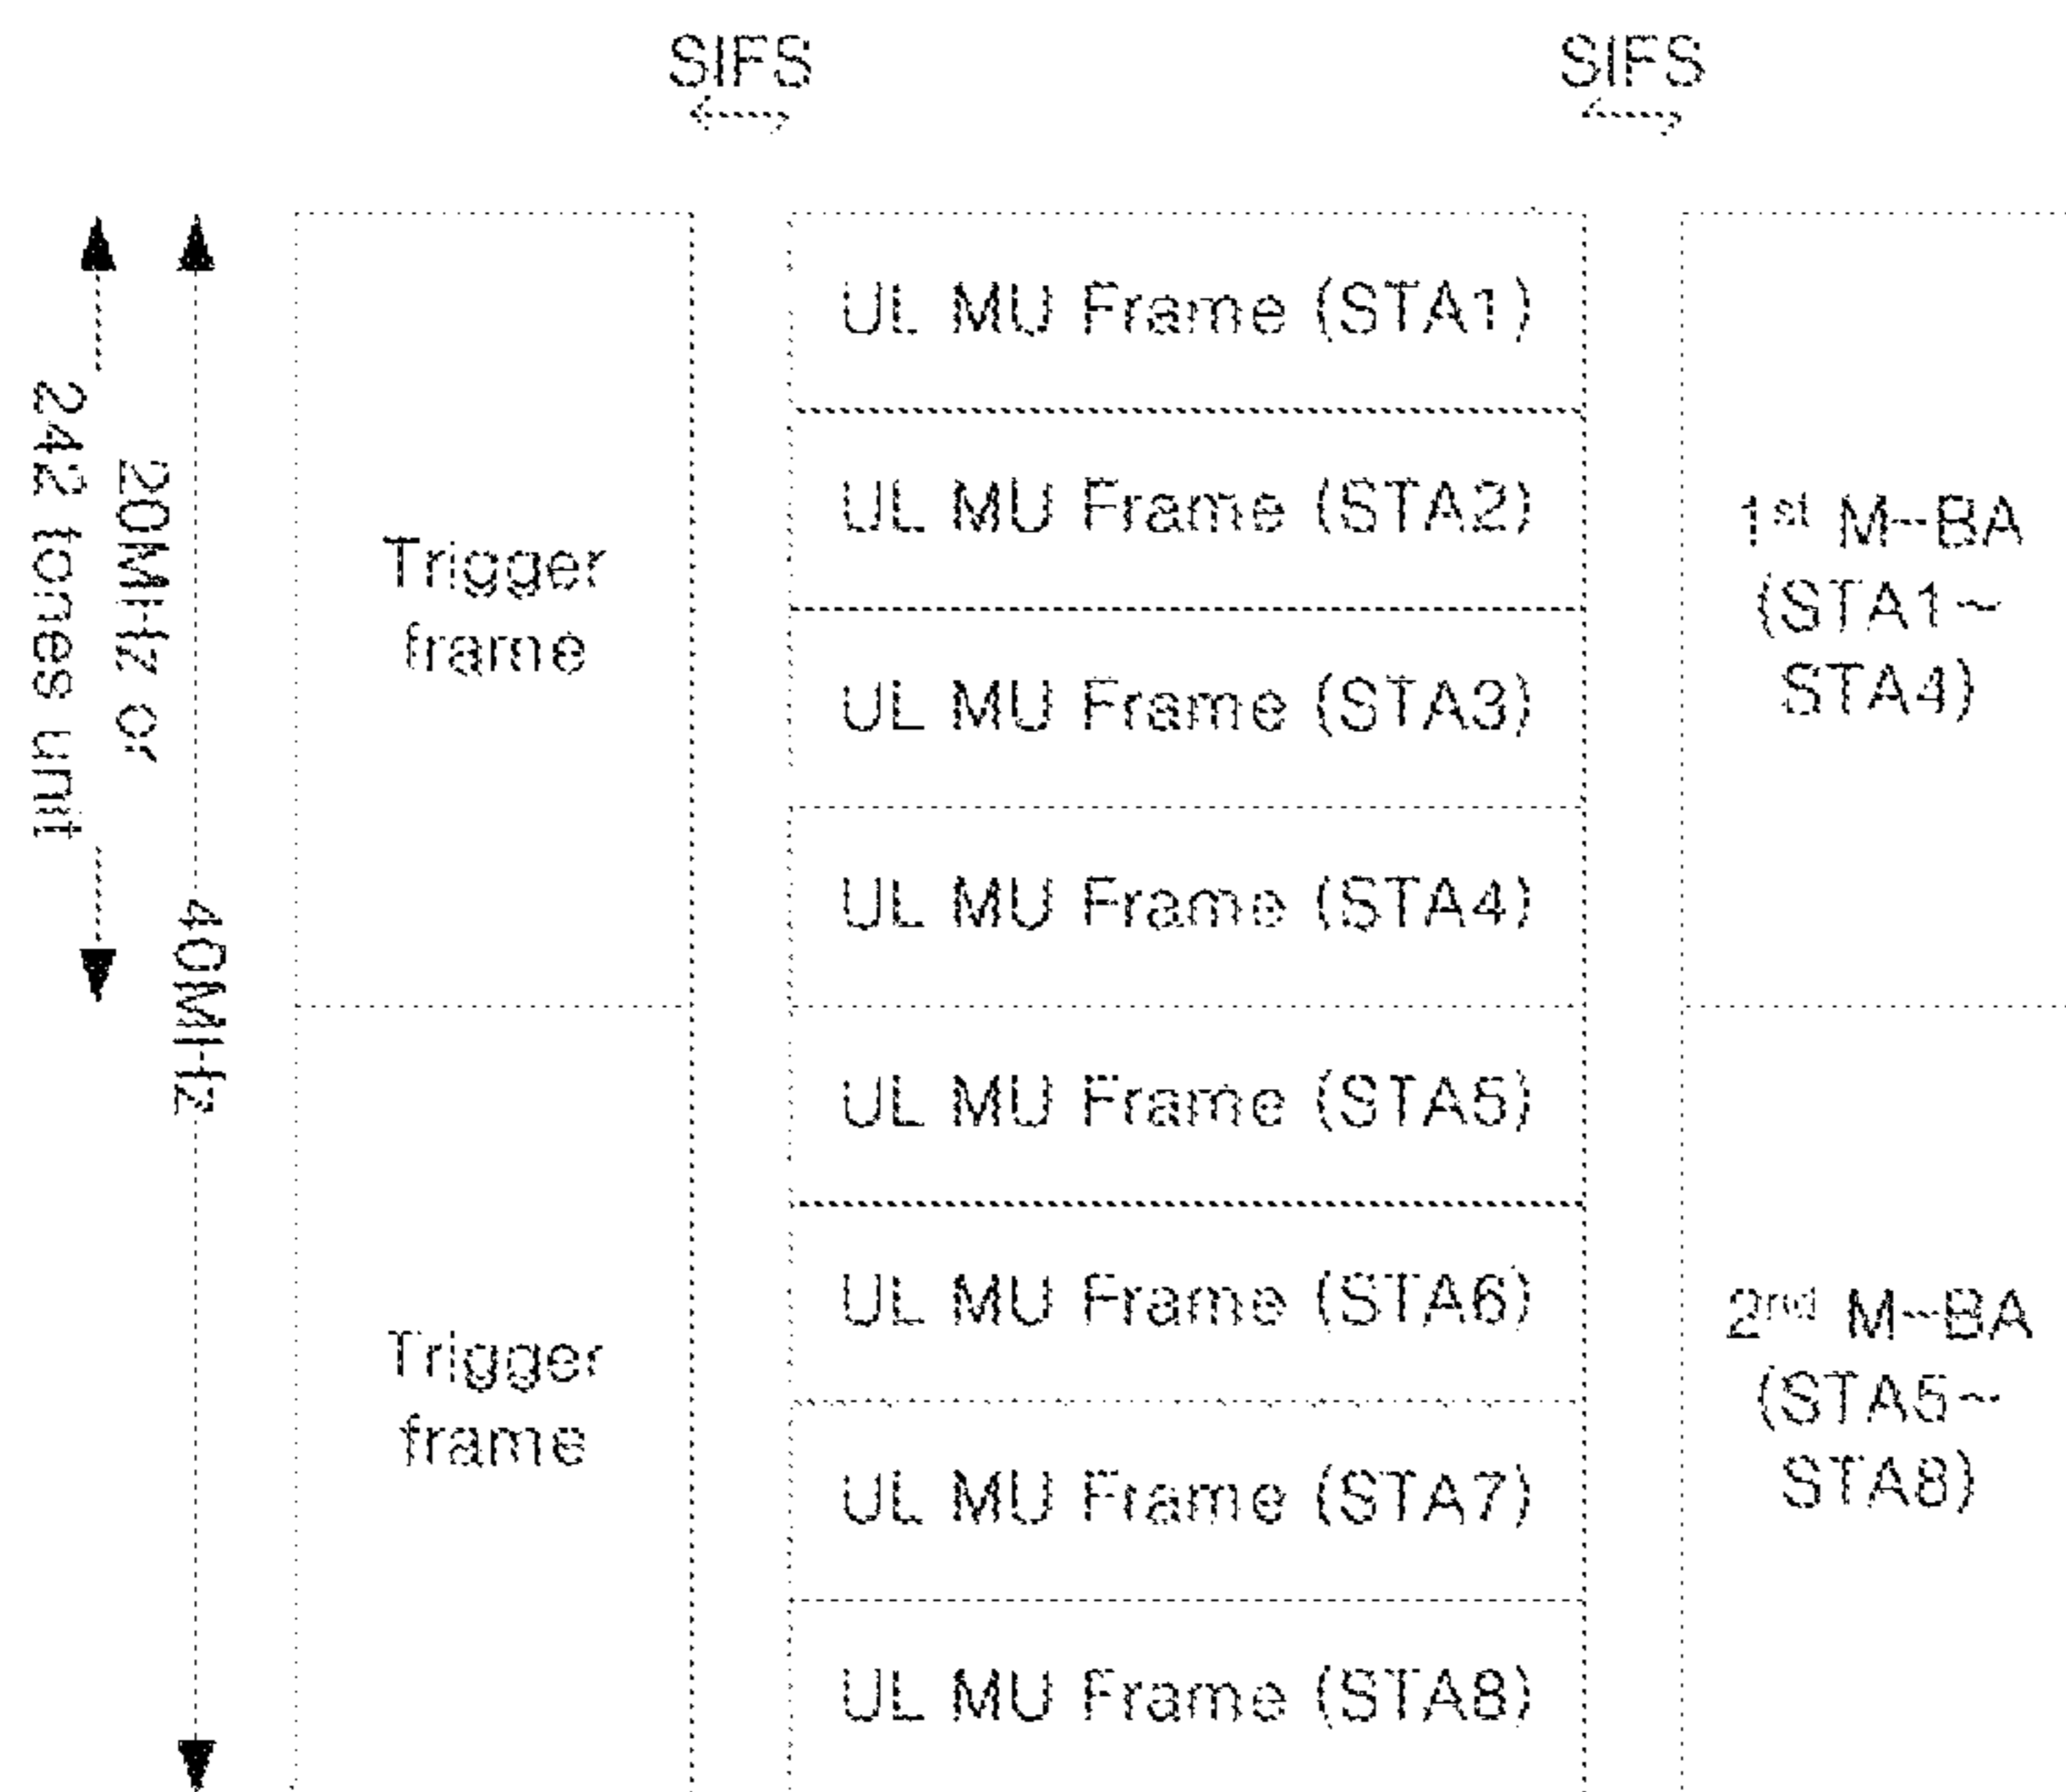 SIFS
SIFS
20MHz or
242 tones unit
40MHz
Trigger
frame
Trigger
frame
UL MU Frame (STA1)
UL MU Frame (STA2)
UL MU Frame (STA3)
UL MU Frame (STA4)
UL MU Frame (STA5)
UL MU Frame (STA6)
UL MU Frame (STA7)
UL MU Frame (STA8)
1st M-BA
(STA1~
STA4)
2nd M-BA
(STA5~
STA8)